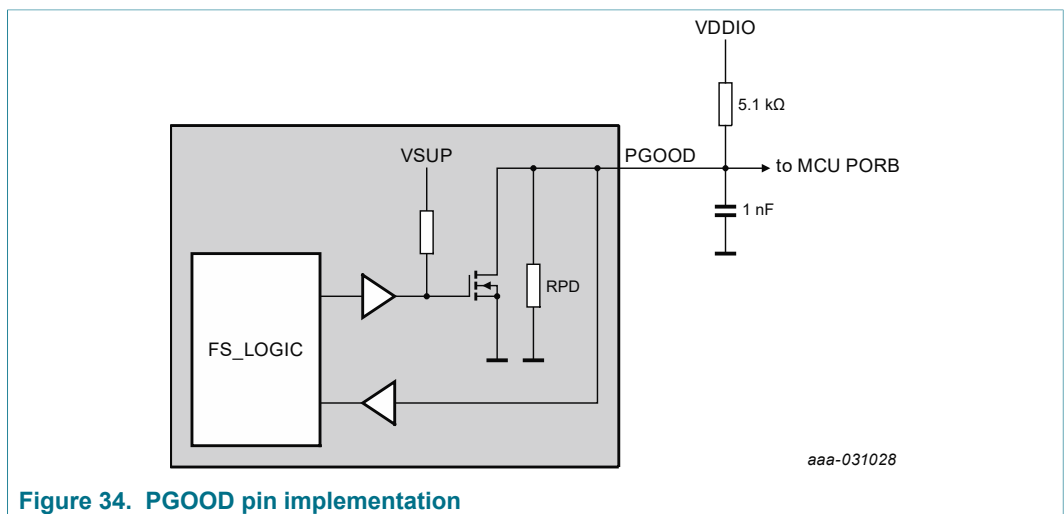 VDDIO
5.1 kΩ
VSUP
PGOOD
to MCU PORB
1 nF
RPD
FS_LOGIC
aaa-031028
Figure 34. PGOOD pin implementation